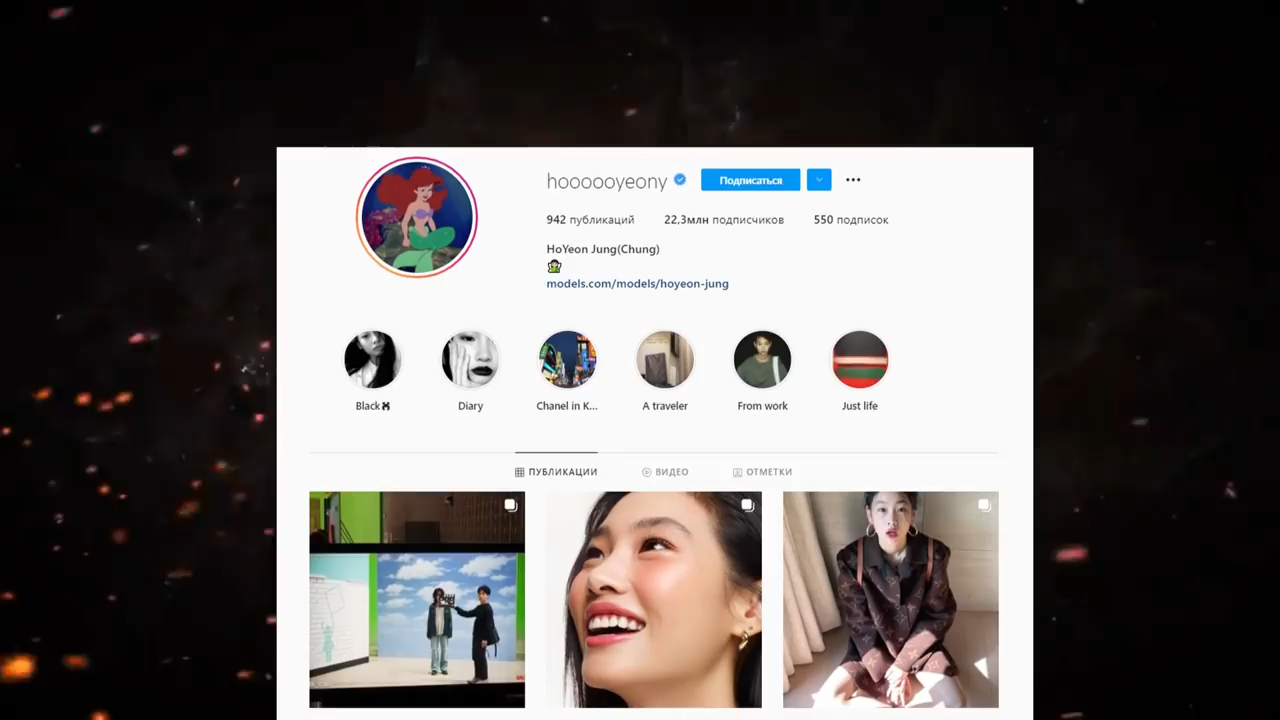 hoooooyeony Подписаться
942 публикаций 22,3млн подписчиков 550 подписок
HoYeon Jung(Chung)
models.com/models/hoyeon-jung
Black Diary Chanel in K... A traveler From work Just life
ПУБЛИКАЦИИ ВИДЕО ОТМЕТКИ